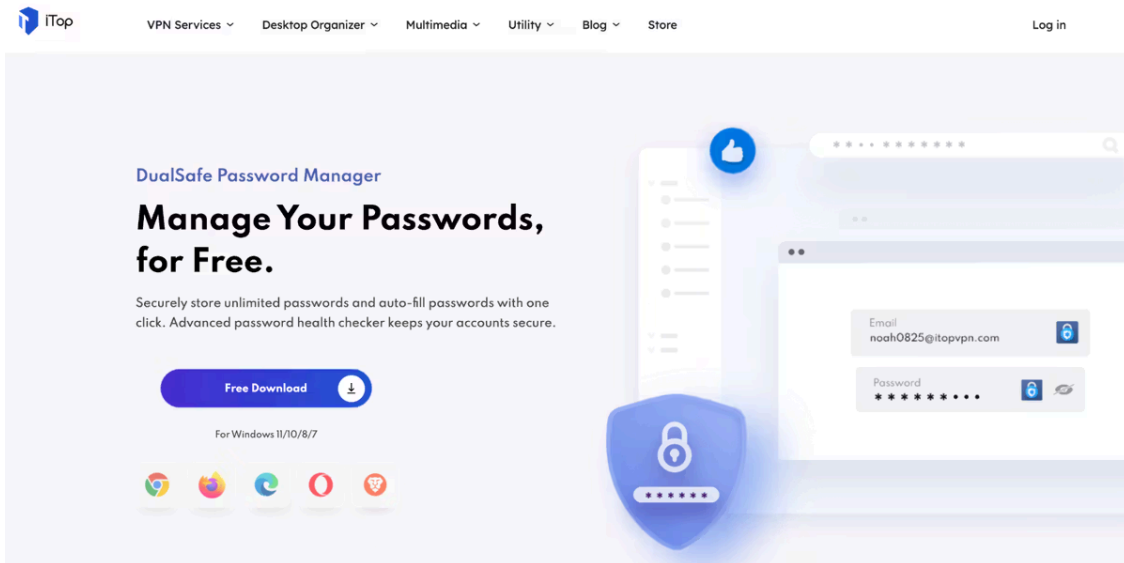 iTop
VPN Services
Desktop Organizer
Multimedia
Utility
Blog
Store
Log in
DualSafe Password Manager
Manage Your Passwords,
for Free.
Securely store unlimited passwords and auto-fill passwords with one
click. Advanced password health checker keeps your accounts secure.
Free Download
For Windows 11/10/8/7
Email
noah0825@itopvpn.com
Password